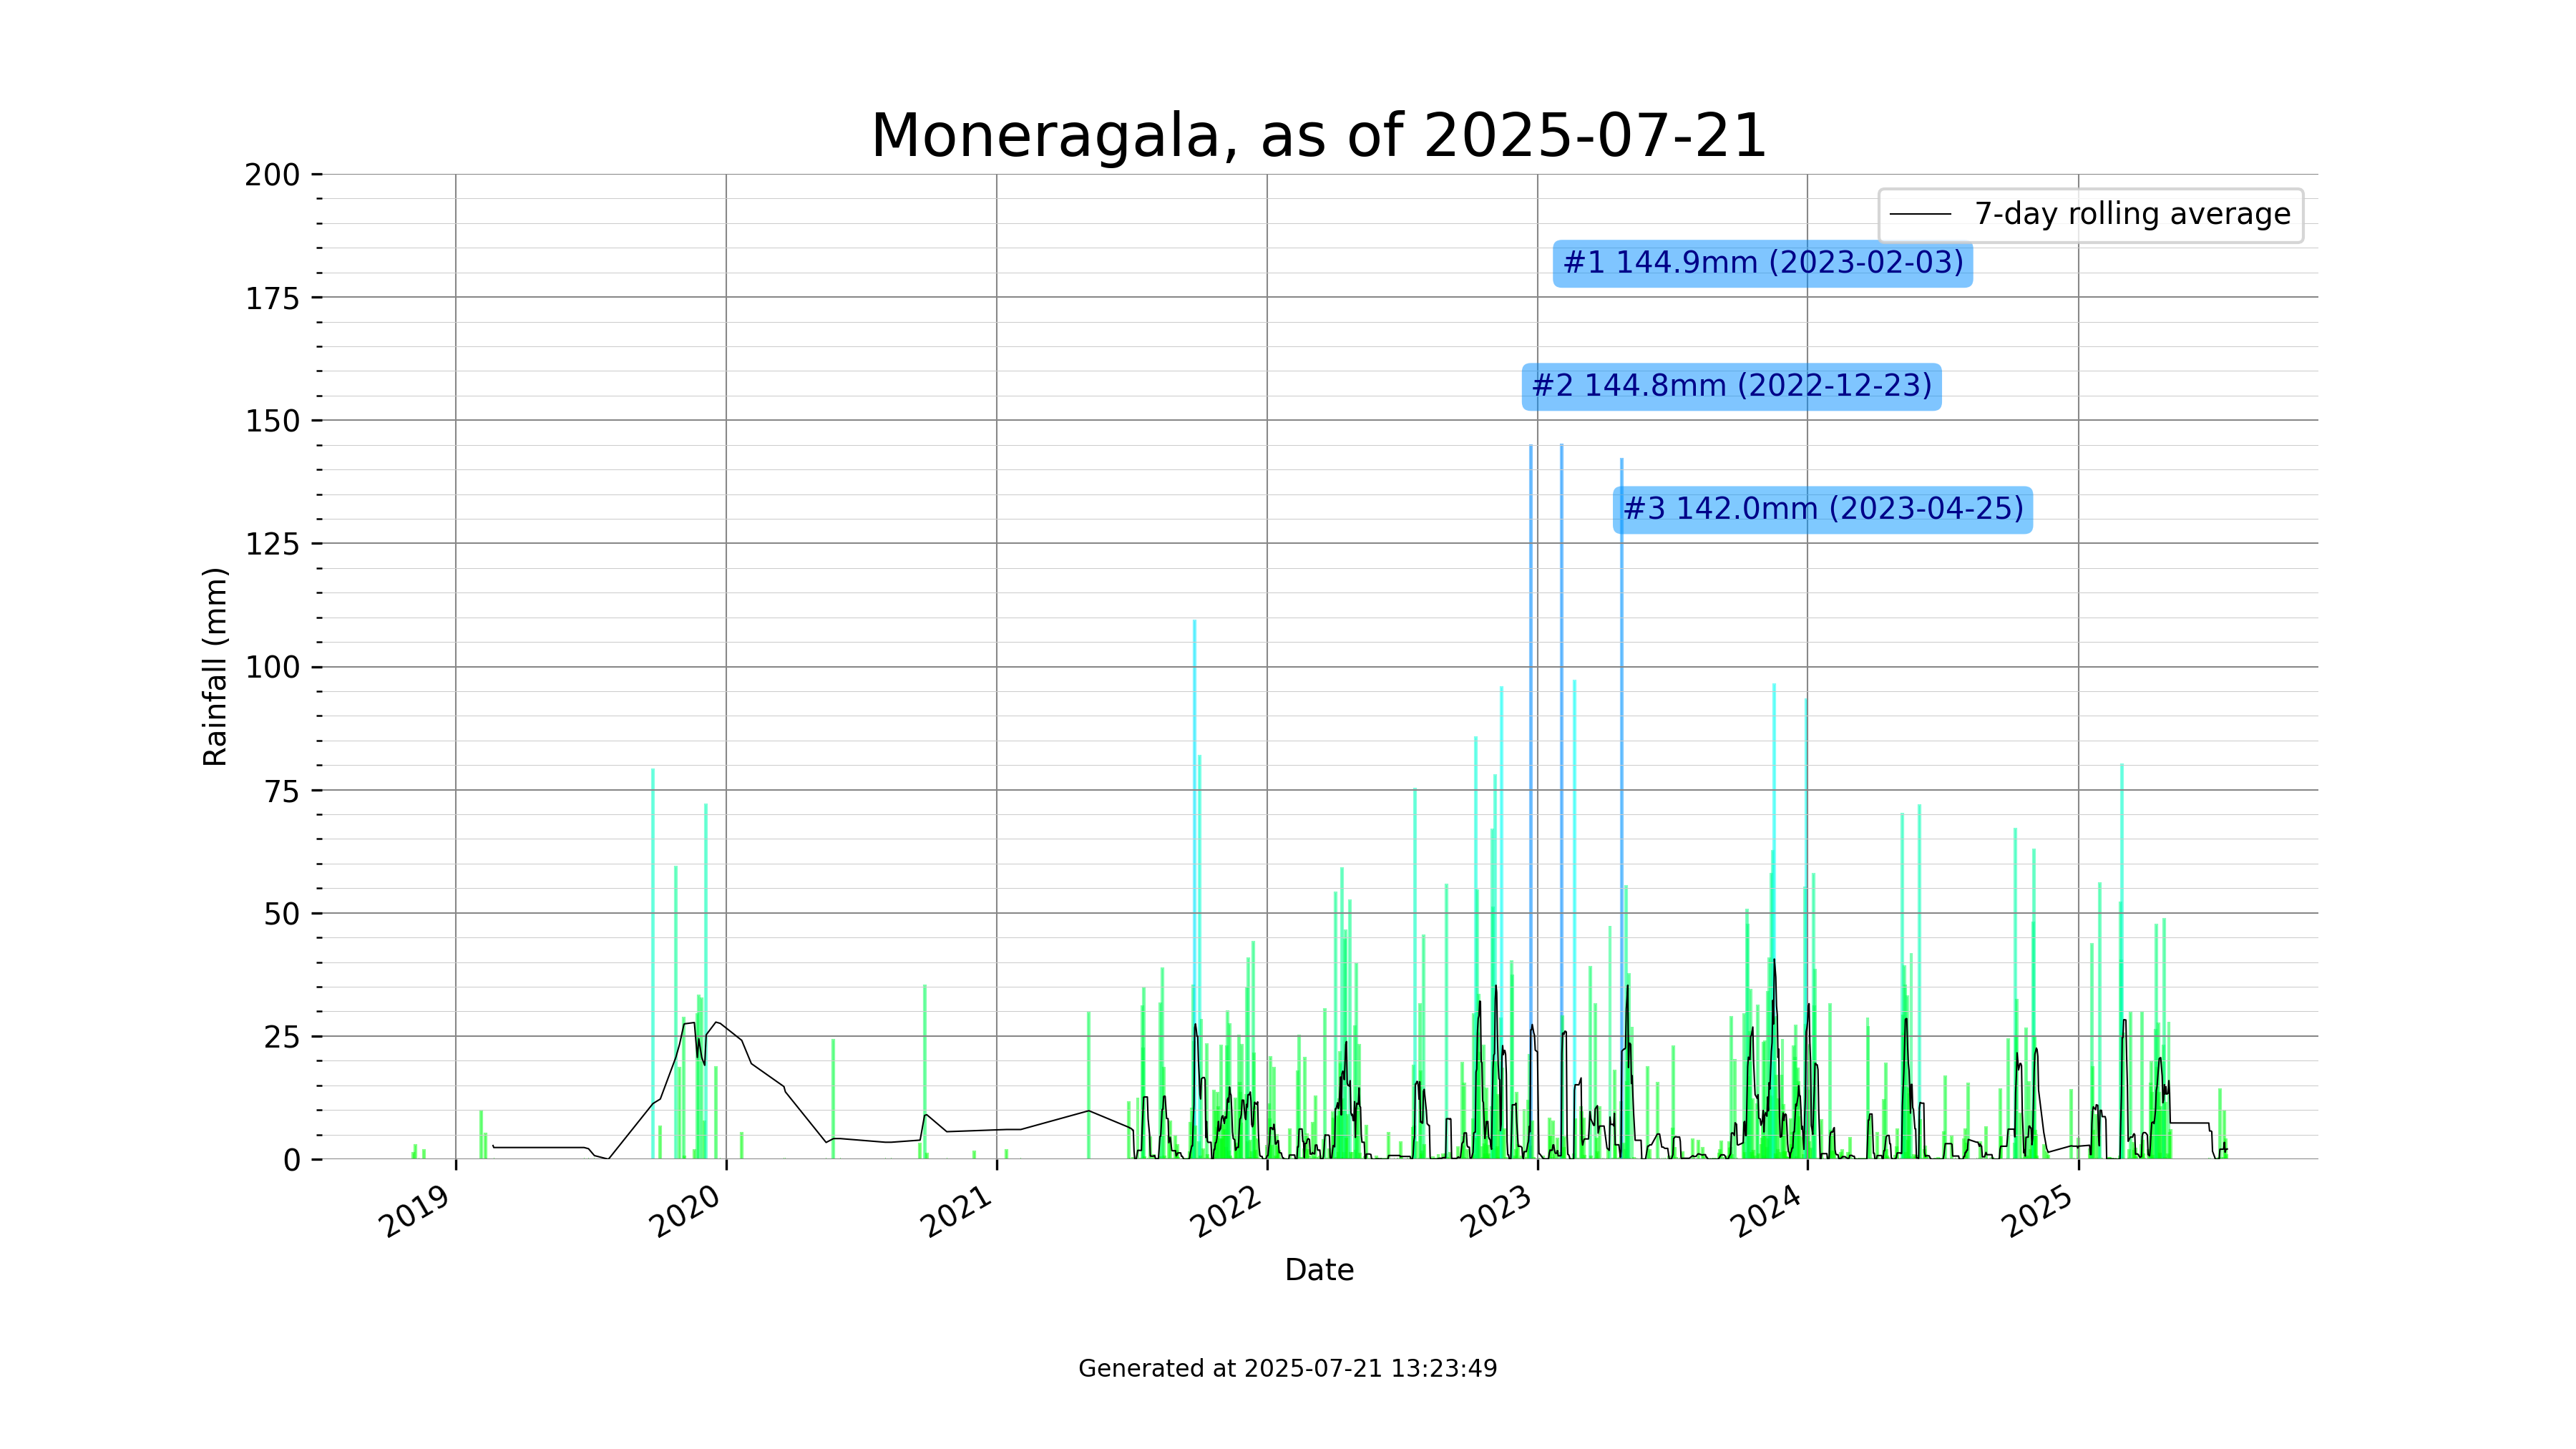 Moneragala, as of 2025-07-21
200
175
150
125
100
75
50
25
0
Rainfall (mm)
7-day rolling average
#1 144.9mm (2023-02-03)
#2 144.8mm (2022-12-23)
#3 142.0mm (2023-04-25)
2019
2020
2021
2022
2023
2024
2025
Date
Generated at 2025-07-21 13:23:49